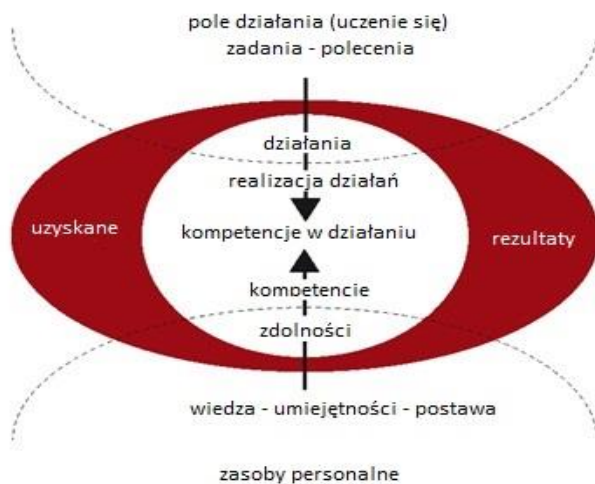 pole działania (uczenie się)
zadania - polecenia
działania
realizacja działań
uzyskane
kompetencje w działaniu
rezultaty
kompetencie
zdolności
wiedza - umiejętności - postawa
zasoby personalne